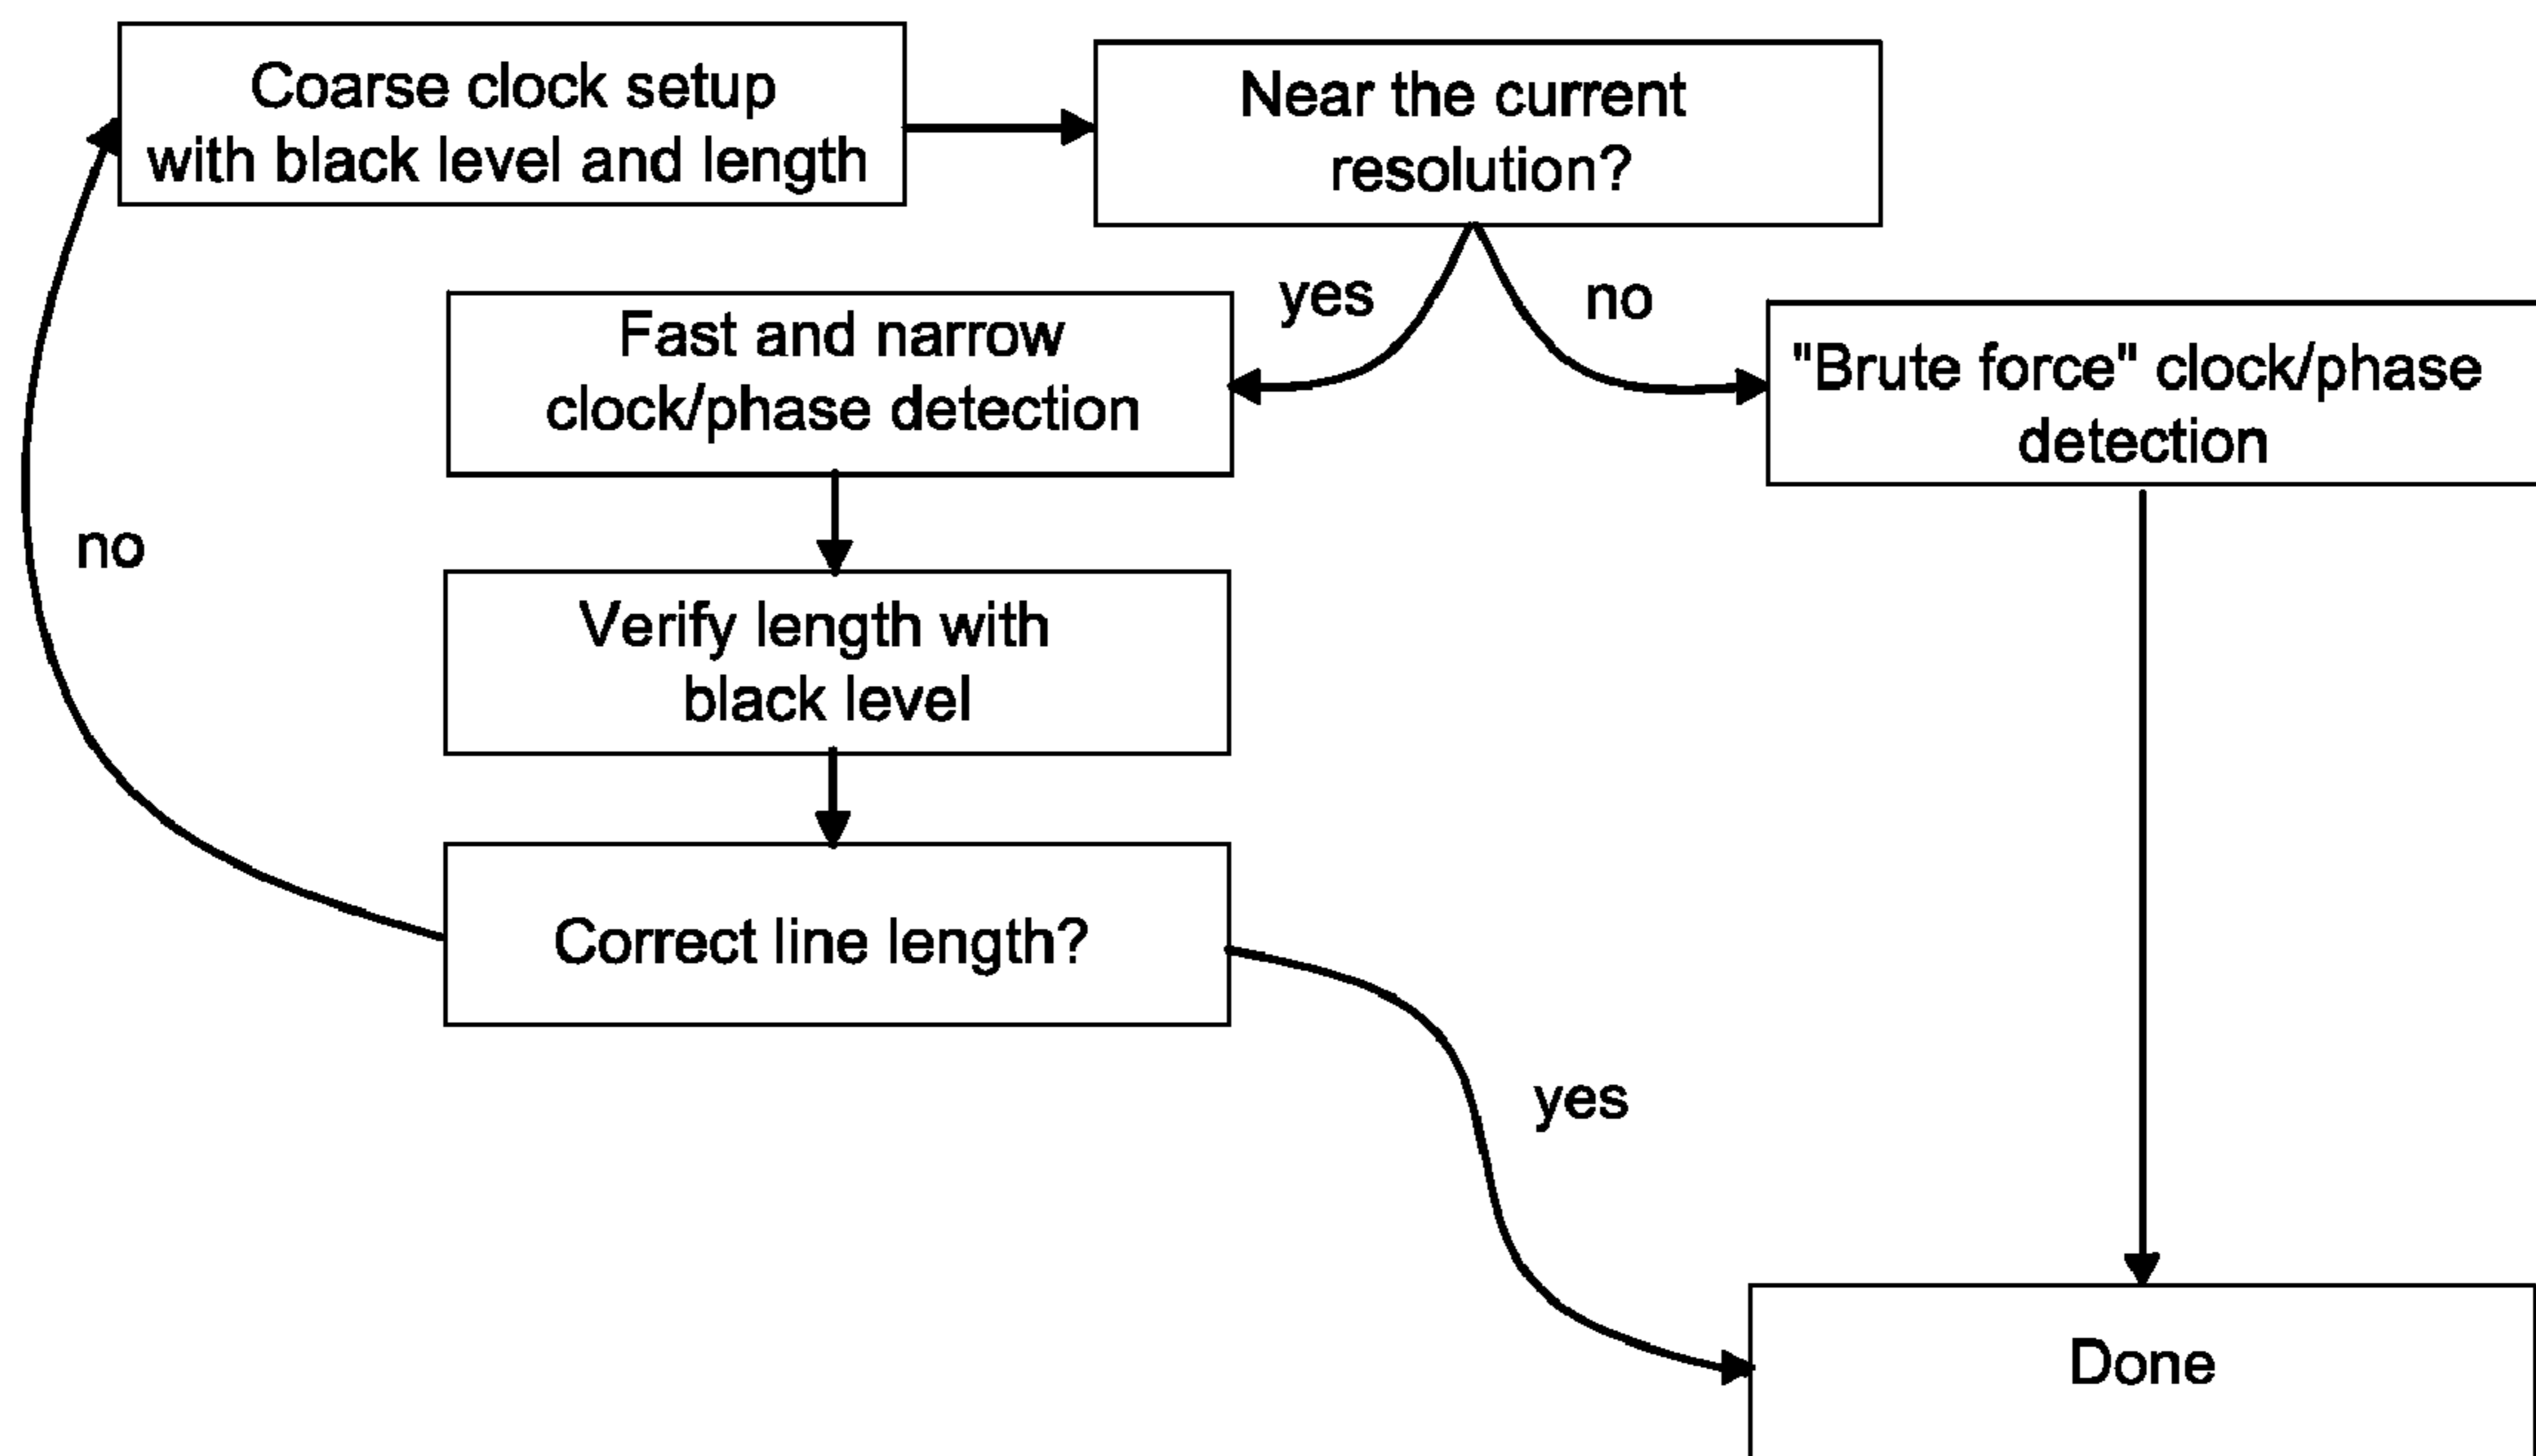 Coarse clock setup
with black level and length
Near the current
resolution?
yes
no
Fast and narrow
clock/phase detection
"Brute force" clock/phase
detection
no
Verify length with
black level
Correct line length?
yes
Done